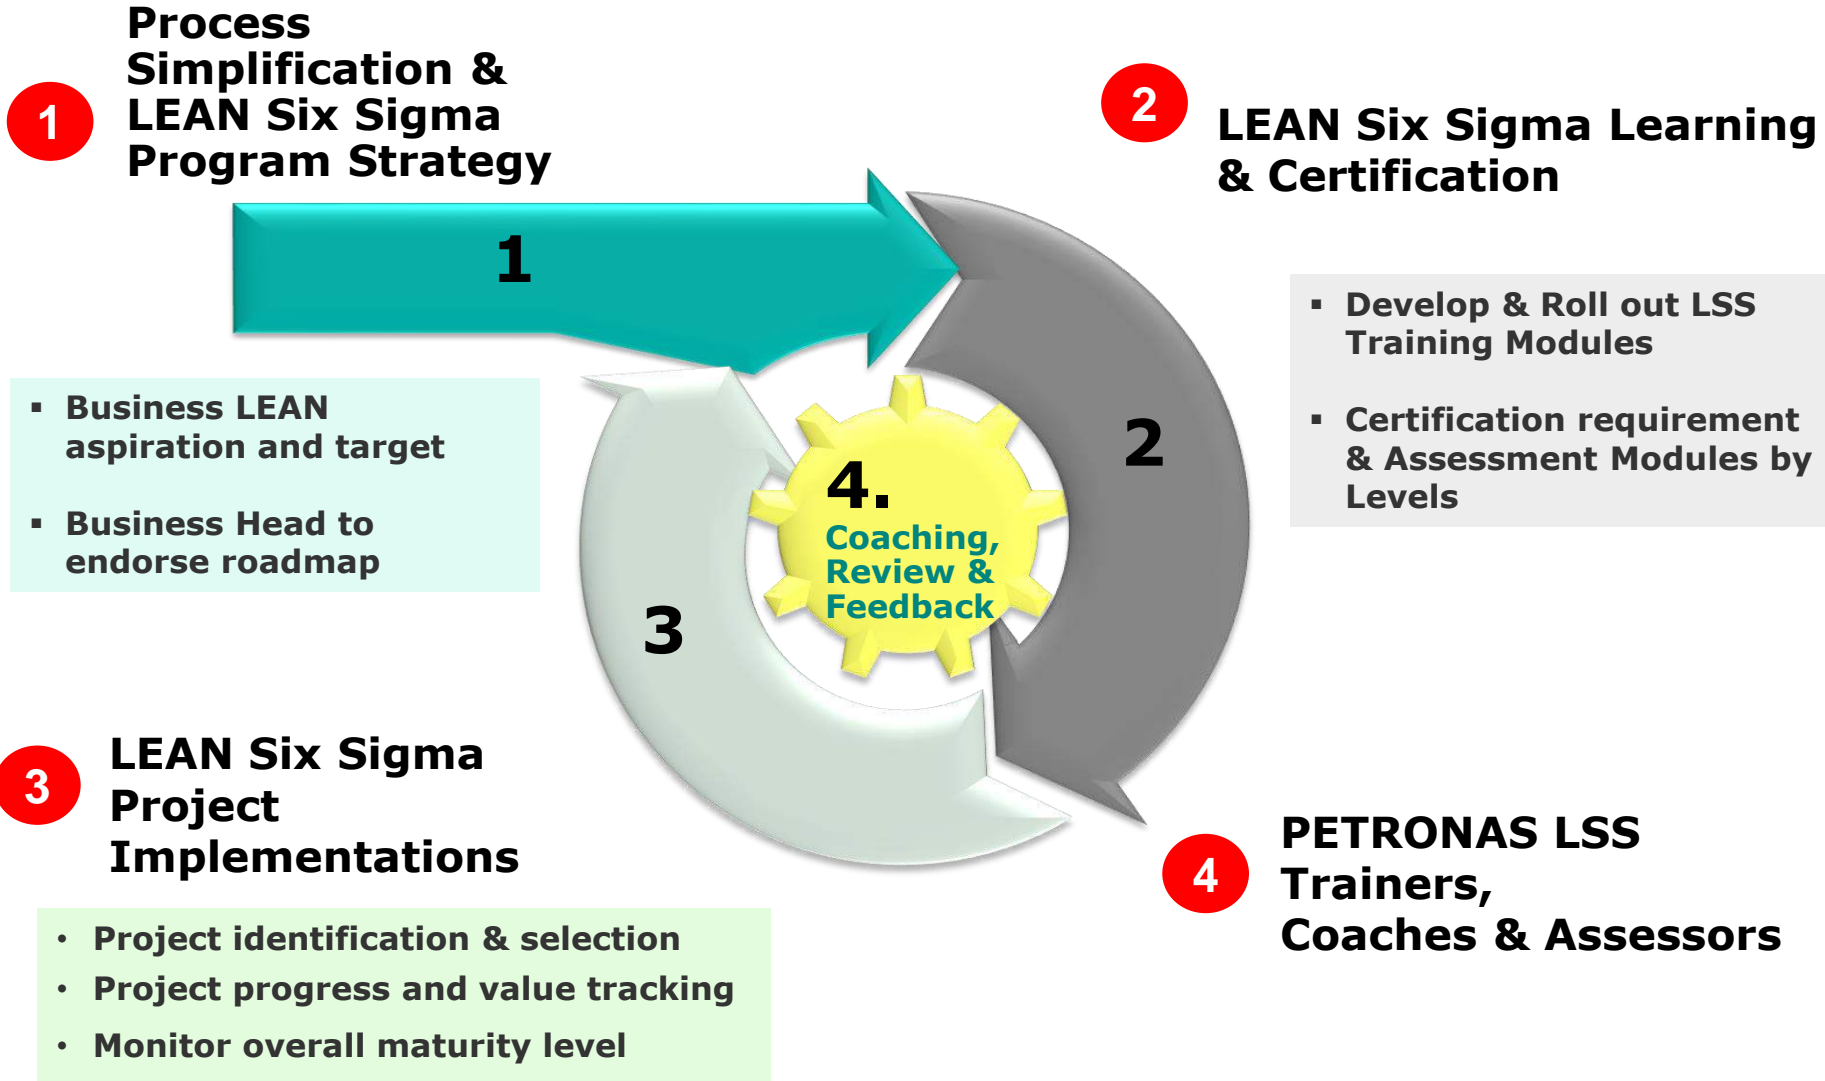 1
Process
Simplification &
LEAN Six Sigma
Program Strategy
1
▪ Business LEAN
aspiration and target
▪ Business Head to
endorse roadmap
2
LEAN Six Sigma Learning
& Certification
▪ Develop & Roll out LSS
Training Modules
▪ Certification requirement
& Assessment Modules by
Levels
2
4.
Coaching,
Review &
Feedback
3
3
LEAN Six Sigma
Project
Implementations
• Project identification & selection
• Project progress and value tracking
• Monitor overall maturity level
4
PETRONAS LSS
Trainers,
Coaches & Assessors